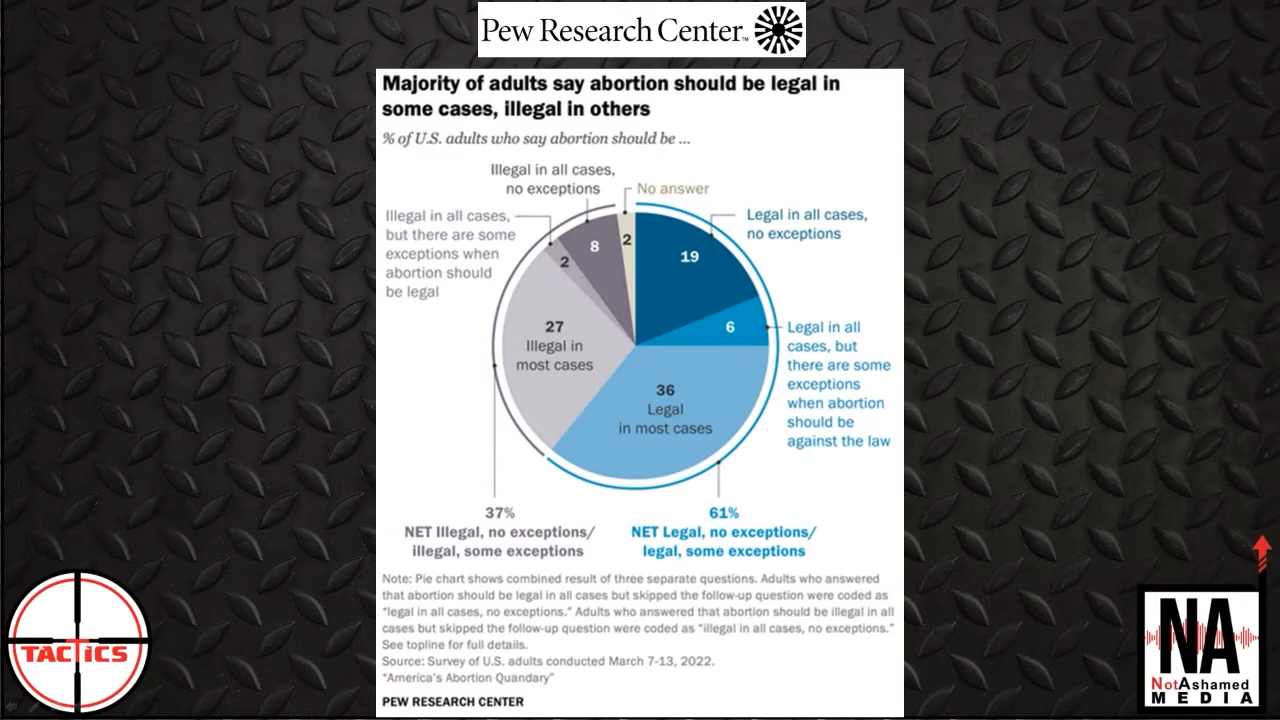 Pew Research Center™
Majority of adults say abortion should be legal in
some cases, illegal in others
% of U.S. adults who say abortion should be ...
Illegal in all cases,
no exceptions
No answer
Illegal in all cases,
but there are some
exceptions when
abortion should
be legal
Legal in all cases,
no exceptions
8
2
2
19
6
Legal in all
cases, but
there are some
exceptions
when abortion
should be
against the law
27
Illegal in
most cases
36
Legal
in most cases
37%
NET Illegal, no exceptions/
illegal, some exceptions
61%
NET Legal, no exceptions/
legal, some exceptions
Note: Pie chart shows combined result of three separate questions. Adults who answered
that abortion should be legal in all cases but skipped the follow-up question were coded as
“legal in all cases, no exceptions.” Adults who answered that abortion should be illegal in all
cases but skipped the follow-up question were coded as “illegal in all cases, no exceptions.”
See topline for full details.
Source: Survey of U.S. adults conducted March 7-13, 2022.
“America’s Abortion Quandary”
PEW RESEARCH CENTER
TACTICS
NA
NotAshamed
MEDIA